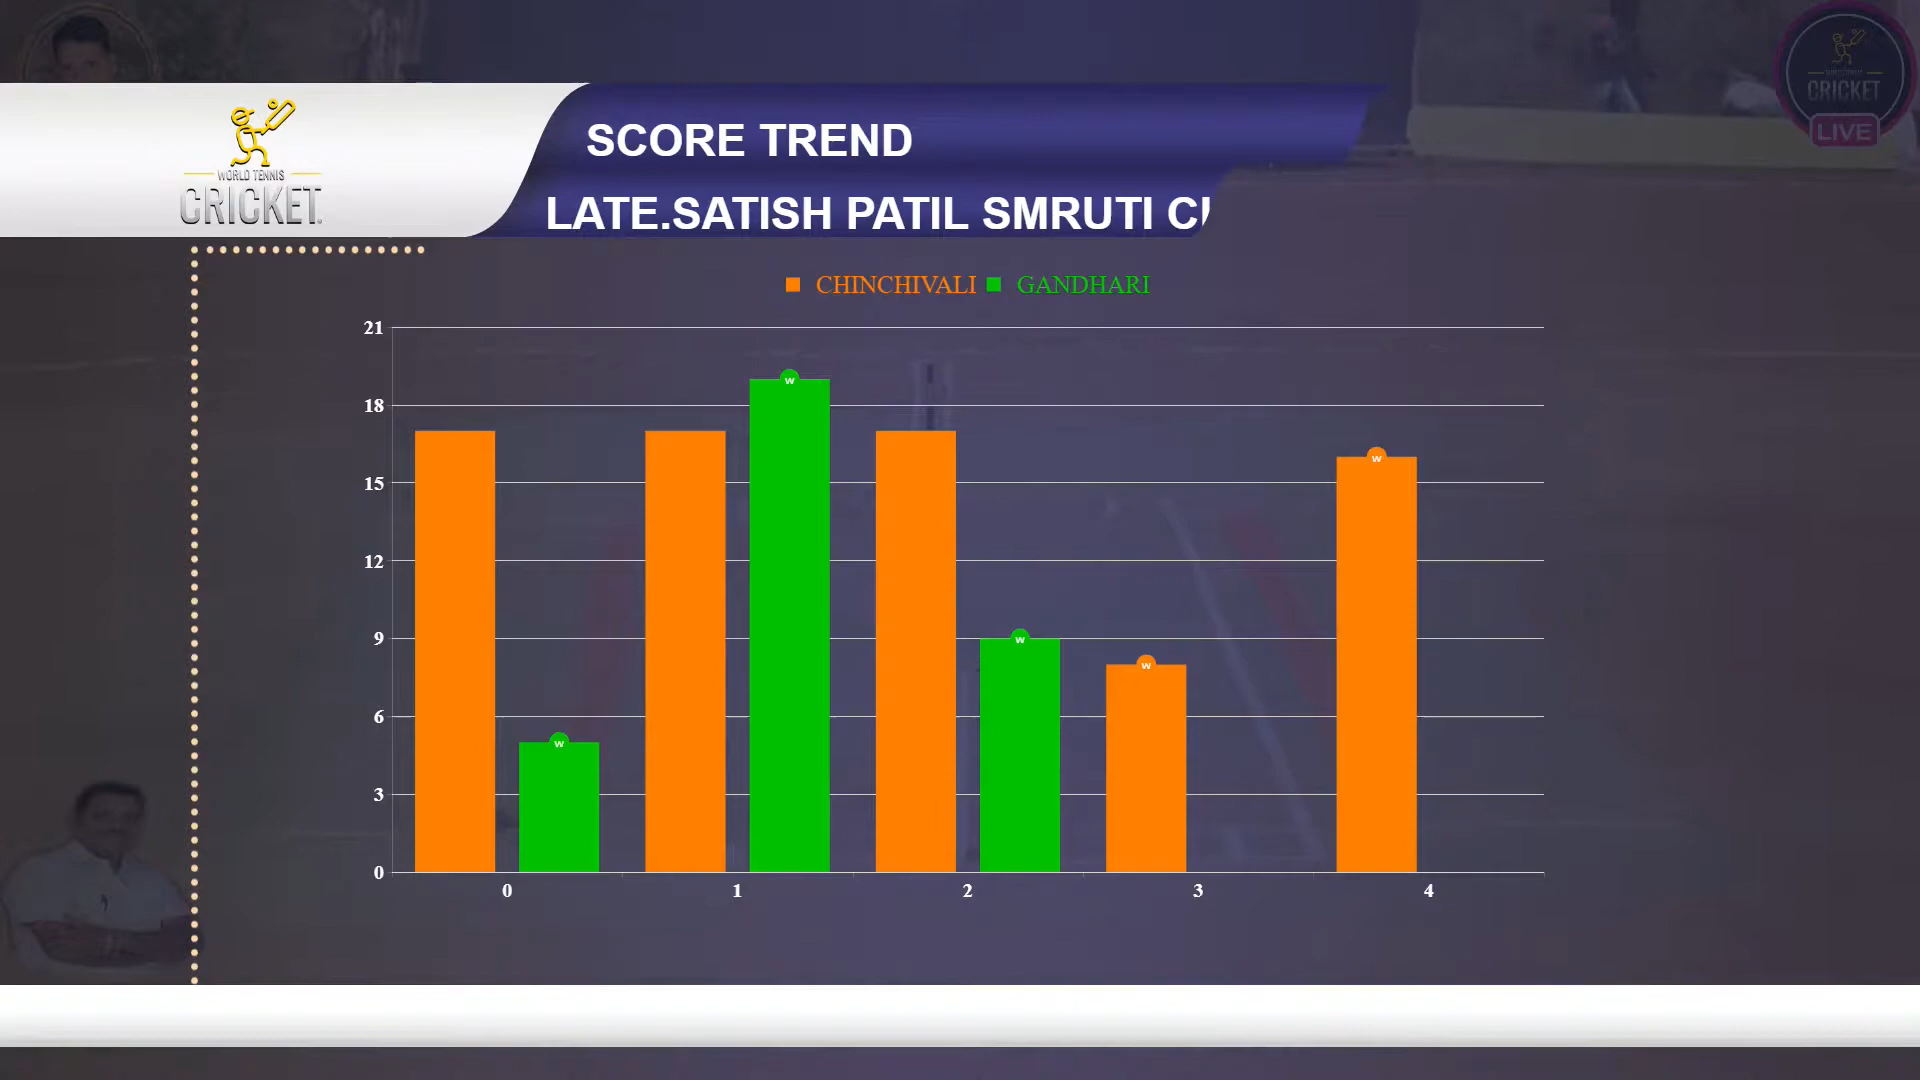 CRICKET
LIVE
WORLD TENNIS
CRICKET
SCORE TREND
LATE.SATISH PATIL SMRUTI
CHINCHIVALI GANDHARI
21
18
15
12
9
6
3
0
W
W
W
W
W
0 1 2 3 4